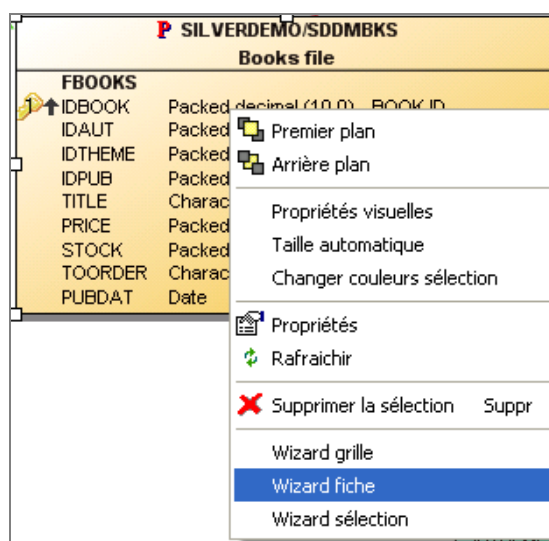 P SILVERDEMO/SDDMBKS
Books file
FBOOKS
1 IDBOOK Packed decimal (10,0) BOOK ID
IDAUT Packed
IDTHEME Packed
IDPUB Packed
TITLE Charac
PRICE Packed
STOCK Packed
TOORDER Charac
PUBDAT Date
Premier plan
Arrière plan
Propriétés visuelles
Taille automatique
Changer couleurs sélection
Propriétés
Rafraichir
Supprimer la sélection Suppr
Wizard grille
Wizard fiche
Wizard sélection